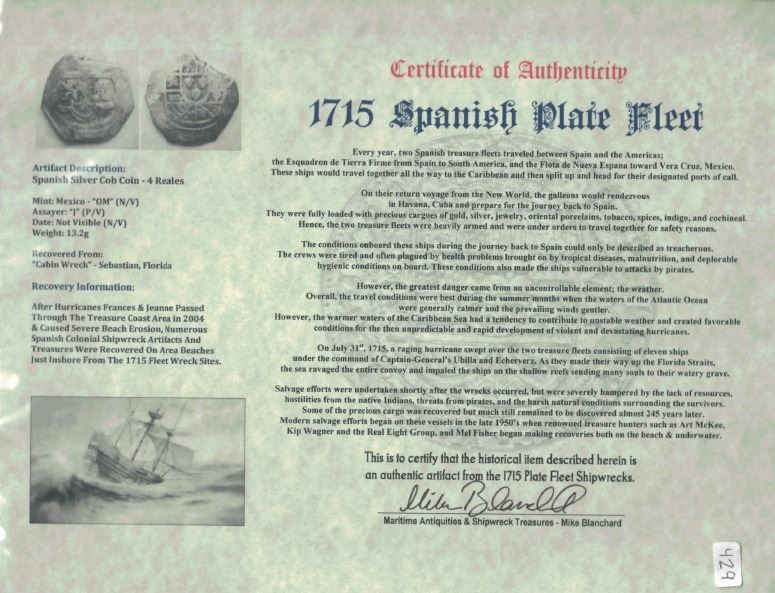 Certificate of Authenticity
1715 Spanish Plate Fleet
Artifact Description:
Spanish Silver Cob Coin - 4 Reales
Mint: Mexico - "OM" (N/V)
Assayer: "J" (P/V)
Date: Not Visible (N/V)
Weight: 13.2g
Recovered From:
"Cabin Wreck" - Sebastian, Florida
Recovery Information:
After Hurricanes Frances & Jeanne Passed
Through The Treasure Coast Area in 2004
& Caused Severe Beach Erosion, Numerous
Spanish Colonial Shipwreck Artifacts And
Treasures Were Recovered On Area Beaches
Just Inshore From The 1715 Fleet Wreck Sites.
Every year, two Spanish treasure fleets traveled between Spain and the Americas;
the Esquadron de Tierra Firme from Spain to South America, and the Flota de Nueva Espana toward Vera Cruz, Mexico.
These ships would travel together all the way to the Caribbean and then split up and head for their designated ports of call.
On their return voyage from the New World, the galleons would rendezvous
in Havana, Cuba and prepare for the journey back to Spain.
They were fully loaded with precious cargoes of gold, silver, jewelry, oriental porcelains, tobacco, spices, indigo, and cochineal.
Hence, the two treasure fleets were heavily armed and were under orders to travel together for safety reasons.
The conditions onboard these ships during the journey back to Spain could only be described as treacherous.
The crews were tired and often plagued by health problems brought on by tropical diseases, malnutrition, and deplorable
hygienic conditions on board. These conditions also made the ships vulnerable to attacks by pirates.
However, the greatest danger came from an uncontrollable element; the weather.
Overall, the travel conditions were best during the summer months when the waters of the Atlantic Ocean
were generally calmer and the prevailing winds gentler.
However, the warmer waters of the Caribbean Sea had a tendency to contribute to unstable weather and created favorable
conditions for the then unpredictable and rapid development of violent and devastating hurricanes.
On July 31st, 1715, a raging hurricane swept over the two treasure fleets consisting of eleven ships
under the command of Captain-General's Ubilla and Echeverz. As they made their way up the Florida Straits,
the sea ravaged the entire convoy and impaled the ships on the shallow reefs sending many souls to their watery grave.
Salvage efforts were undertaken shortly after the wrecks occurred, but were severely hampered by the lack of resources,
hostilities from the native Indians, threats from pirates, and the harsh natural conditions surrounding the survivors.
Some of the precious cargo was recovered but much still remained to be discovered almost 245 years later.
Modern salvage efforts began on these vessels in the late 1950's when renowned treasure hunters such as Art McKee,
Kip Wagner and the Real Eight Group, and Mel Fisher began making recoveries both on the beach & underwater.
This is to certify that the historical item described herein is
an authentic artifact from the 1715 Plate Fleet Shipwrecks.
Mike Blanchard
Maritime Antiquities & Shipwreck Treasures - Mike Blanchard
429